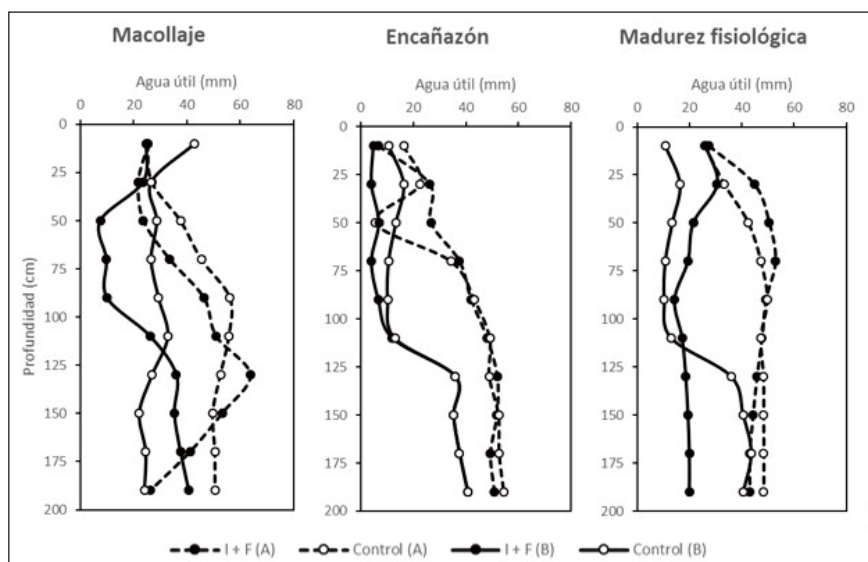 Macollaje
Encañazón
Madurez fisiológica
Agua útil (mm)
Agua útil (mm)
Agua útil (mm)
0 20 40 60 80
0 20 40 60 80
0 20 40 60 80
Profundidad (cm)
0
25
50
75
100
125
150
175
200
0
25
50
75
100
125
150
175
200
0
25
50
75
100
125
150
175
200
I + F (A) Control (A) I + F (B) Control (B)